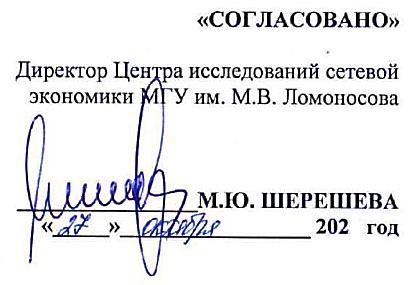 «СОГЛАСОВАНО»
Директор Центра исследований сетевой
экономики МГУ им. М.В. Ломоносова
М.Ю. ШЕРЕШЕВА
«27» октября 202 год